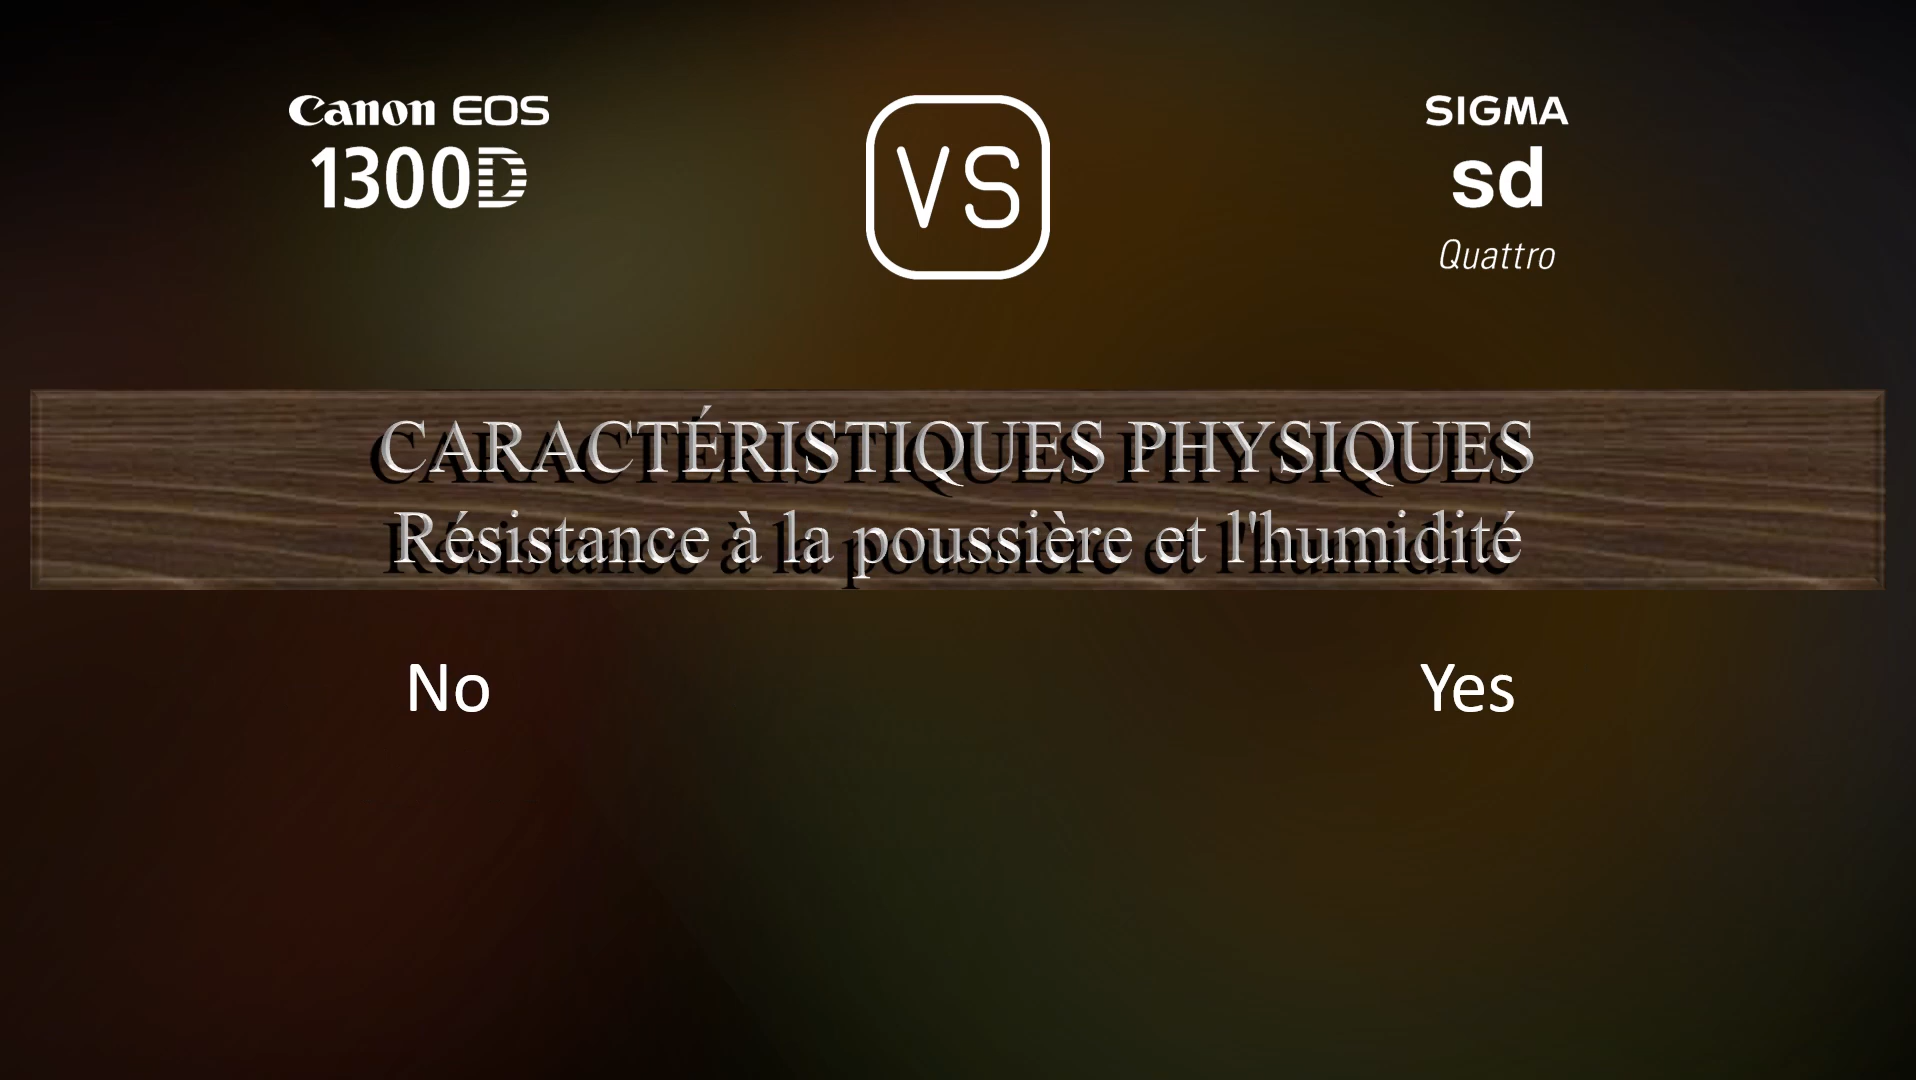 Canon EOS
1300D
VS
SIGMA
sd
Quattro
CARACTÉRISTIQUES PHYSIQUES
Résistance à la poussière et l'humidité
No
Yes